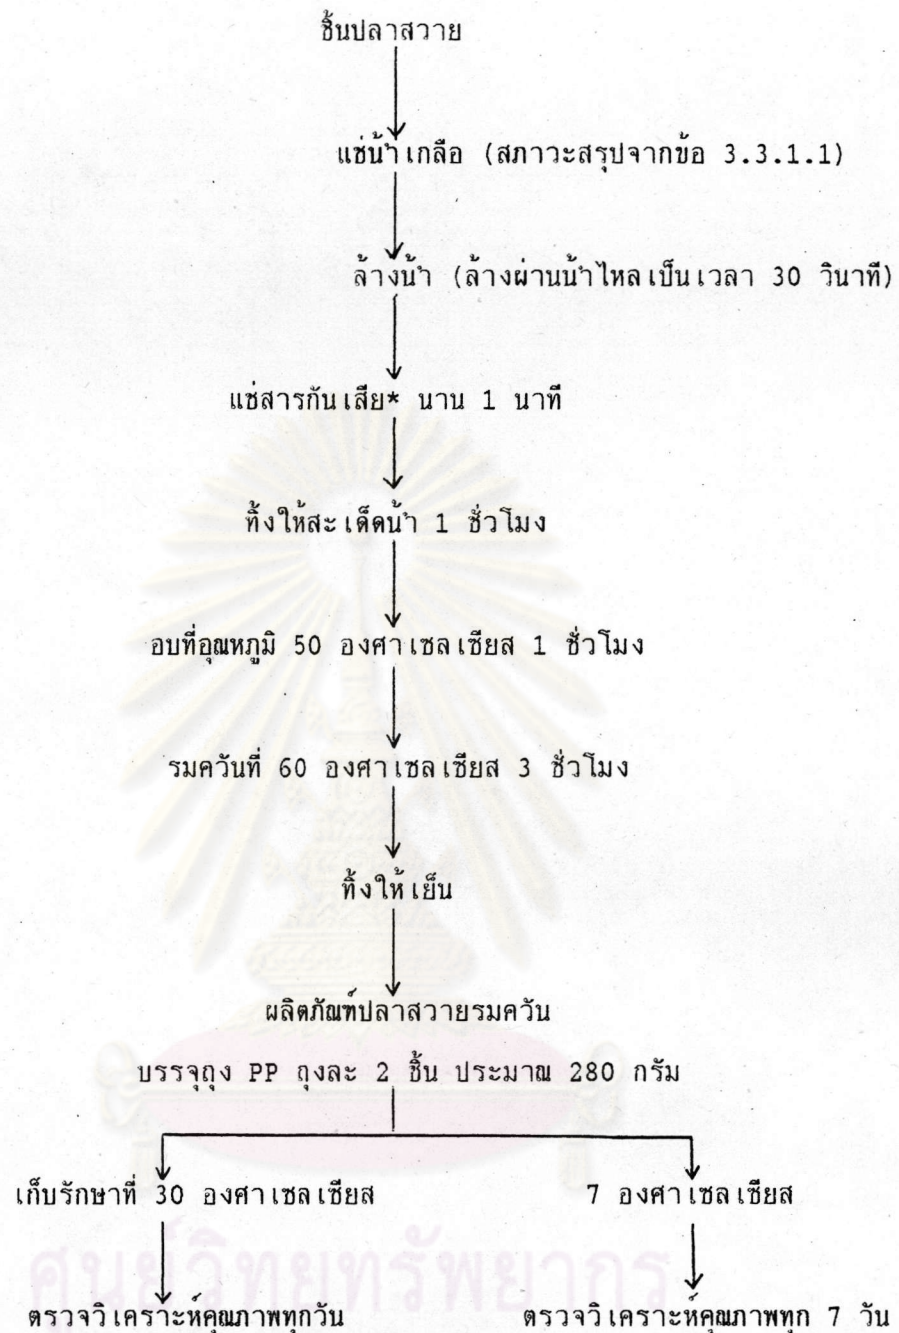 ชิ้นปลาสวาย
แช่น้ำเกลือ (สภาวะสรุปจากข้อ 3.3.1.1)
ล้างน้ำ (ล้างผ่านน้ำไหลเป็นเวลา 30 วินาที)
แช่สารกันเสีย* นาน 1 นาที
ทิ้งให้สะเด็ดน้ำ 1 ชั่วโมง
อบที่อุณหภูมิ 50 องศาเซลเซียส 1 ชั่วโมง
รมควันที่ 60 องศาเซลเซียส 3 ชั่วโมง
ทิ้งให้เย็น
ผลิตภัณฑ์ปลาสวายรมควัน
บรรจุถุง PP ถุงละ 2 ชิ้น ประมาณ 280 กรัม
เก็บรักษาที่ 30 องศาเซลเซียส 7 องศาเซลเซียส
ศูนย์วิทยทรัพยากร
ตรวจวิเคราะห์คุณภาพทุกวัน ตรวจวิเคราะห์คุณภาพทุก 7 วัน